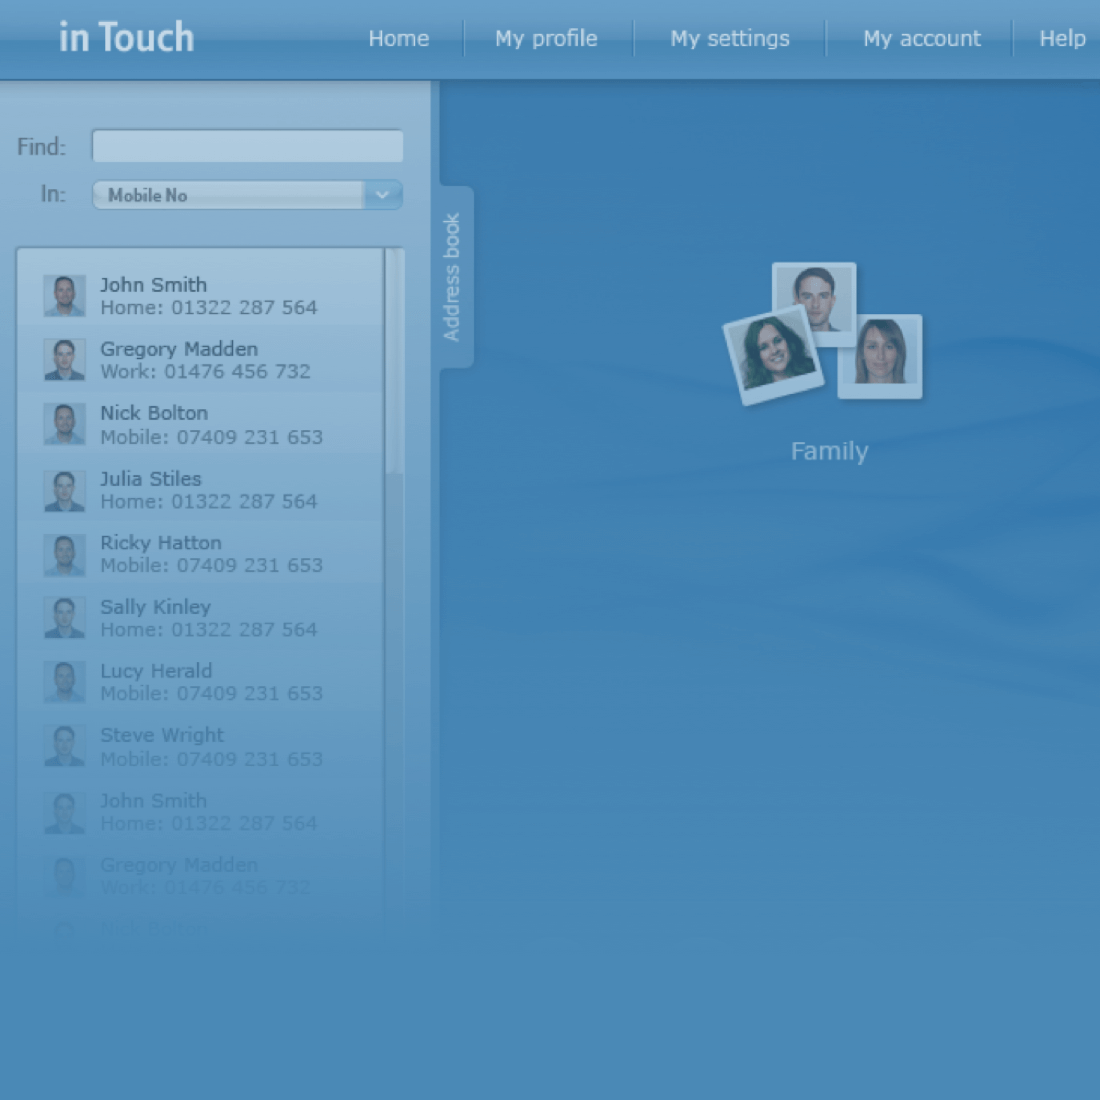 in Touch
Home
My profile
My settings
My account
Help
Find:
In:
Mobile No
John Smith
Home: 01322 287 564
Gregory Madden
Work: 01476 456 732
Nick Bolton
Mobile: 07409 231 653
Julia Stiles
Home: 01322 287 564
Ricky Hatton
Mobile: 07409 231 653
Sally Kinley
Home: 01322 287 564
Lucy Herald
Mobile: 07409 231 653
Steve Wright
Mobile: 07409 231 653
John Smith
Home: 01322 287 564
Gregory Madden
Work: 01476 456 732
Nick Bolton
Address book
Family